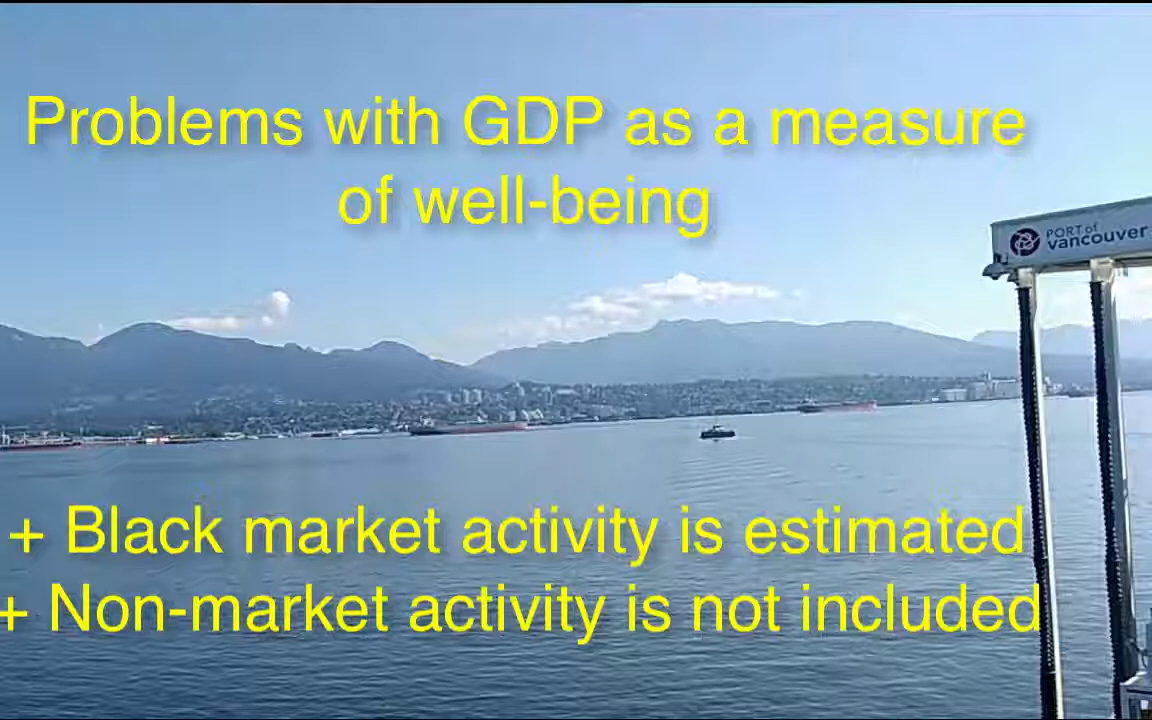 Problems with GDP as a measure
of well-being
PORT of
vancouver
+ Black market activity is estimated
+ Non-market activity is not included